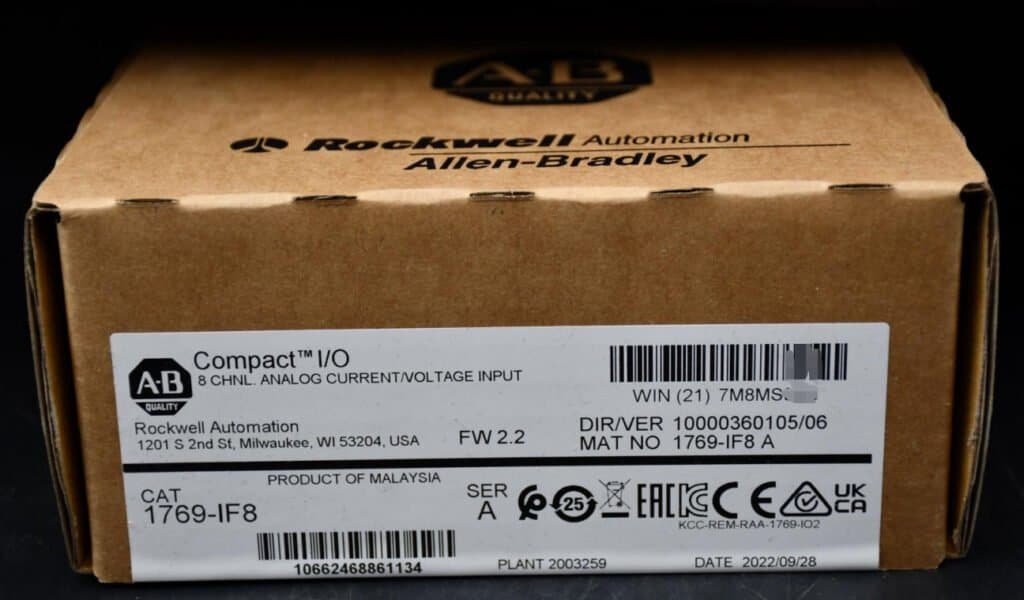 A·B
QUALITY
Rockwell Automation
Allen-Bradley
A·B
QUALITY
Compact™ I/O
8 CHNL. ANALOG CURRENT/VOLTAGE INPUT
Rockwell Automation
1201 S 2nd St, Milwaukee, WI 53204, USA
FW 2.2
WIN (21) 7M8MS
DIR/VER 10000360105/06
MAT NO 1769-IF8 A
PRODUCT OF MALAYSIA
CAT
1769-IF8
SER
A
25
EAC
KC
CE
UK
CA
KCC-REM-RAA-1769-IO2
10662468861134
PLANT 2003259
DATE 2022/09/28